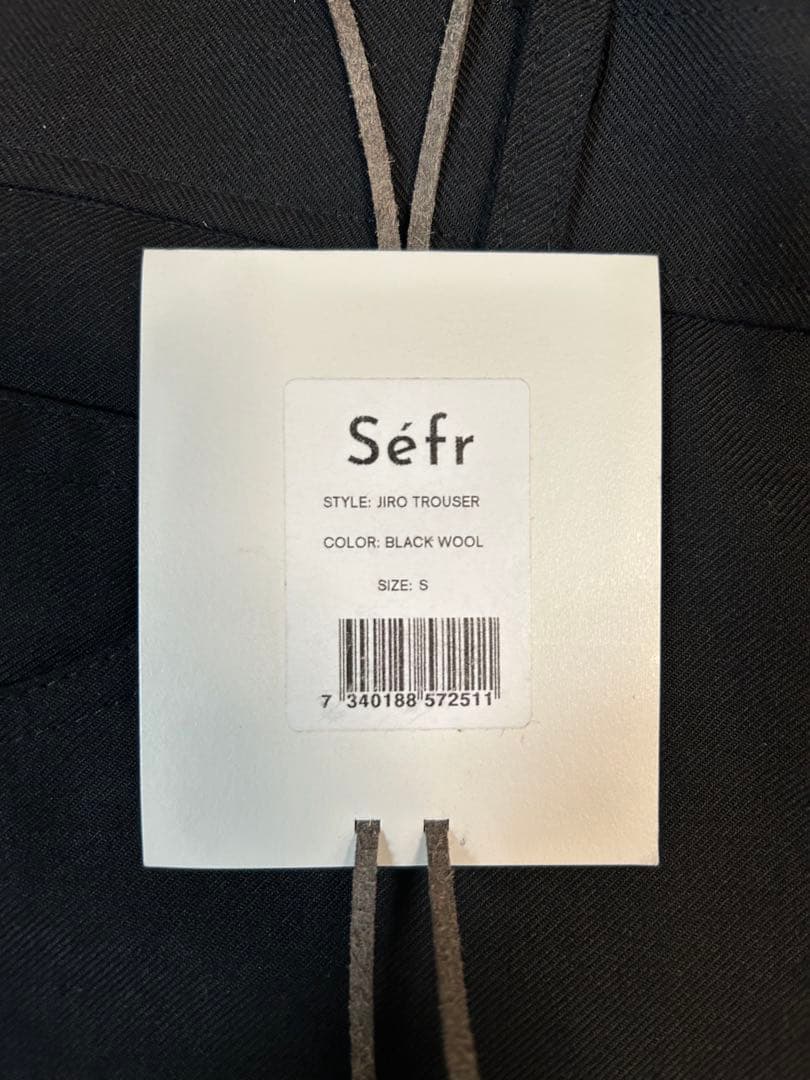 Séfr
STYLE: JIRO TROUSER
COLOR: BLACK WOOL
SIZE: S
7 340188 572511